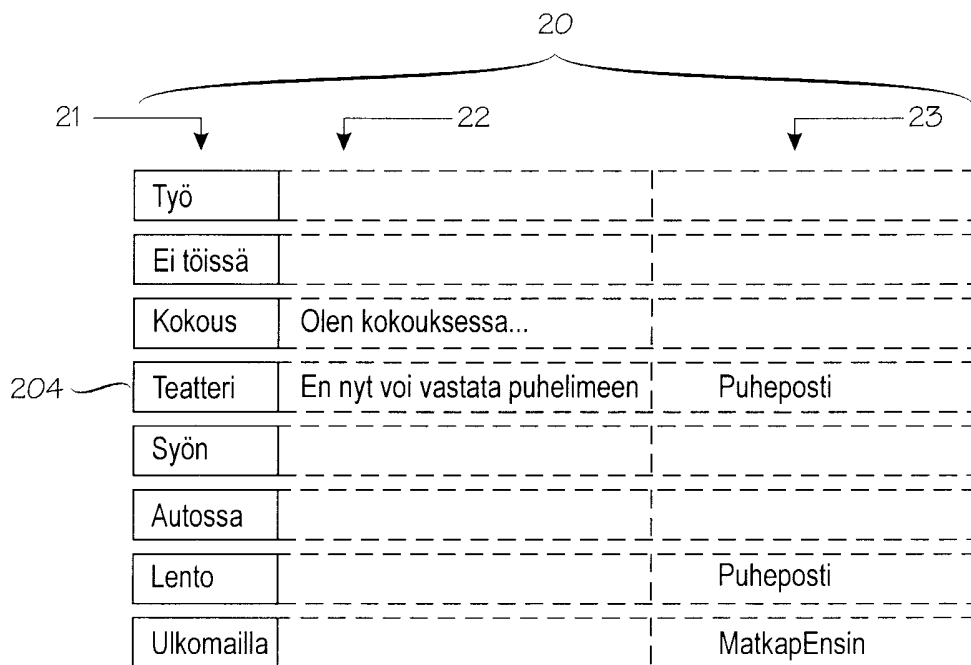 20
21 22 23
Työ
Ei töissä
Kokous Olen kokouksessa...
204 Teatteri En nyt voi vastata puhelimeen Puheposti
Syön
Autossa
Lento Puheposti
Ulkomailla MatkapEnsin